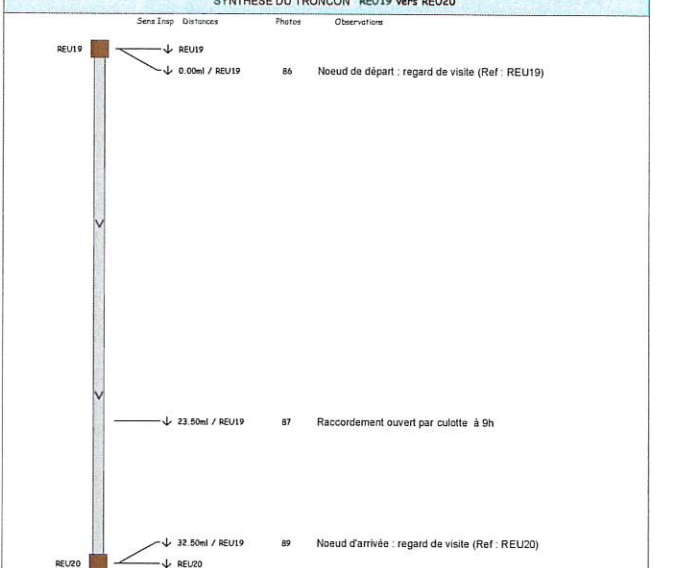 SYNTHESE DU TRONCON REU19 vers REU20
Sens Insp Distances Photos Observations
REU19 REU19
0.00ml / REU19 86 Noeud de départ : regard de visite (Ref : REU19)
23.50ml / REU19 87 Raccordement ouvert par culotte à 9h
32.50ml / REU19 89 Noeud d'arrivée : regard de visite (Ref : REU20)
REU20 REU20